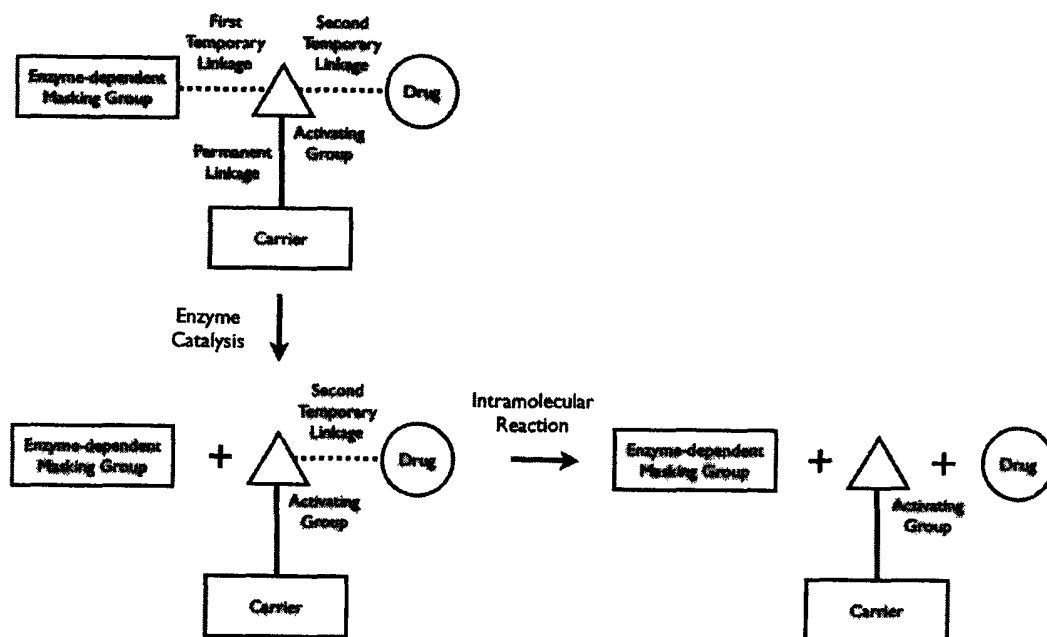 First
Temporary
Linkage
Second
Temporary
Linkage
Enzyme-dependent
Masking Group
Drug
Activating
Group
Permanent
Linkage
Carrier
Enzyme
Catalysis
Second
Temporary
Linkage
Intramolecular
Reaction
Enzyme-dependent
Masking Group
+
Drug
Activating
Group
Carrier
Enzyme-dependent
Masking Group
+
+
Drug
Activating
Group
Carrier